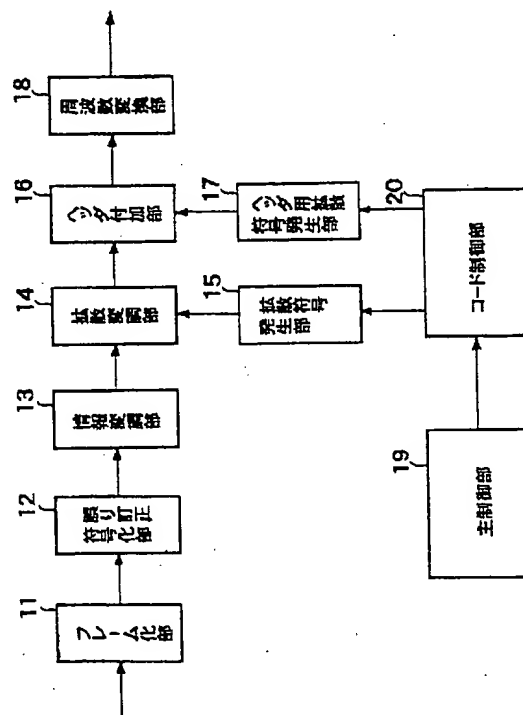 11
フレーム化部
12
誤り訂正
符号化部
13
情報変調部
14
拡散変調部
16
ヘッダ付加部
18
周波数変換部
15
拡散符号
発生部
17
ヘッダ用拡散
符号発生部
19
主制御部
20
コード制御部